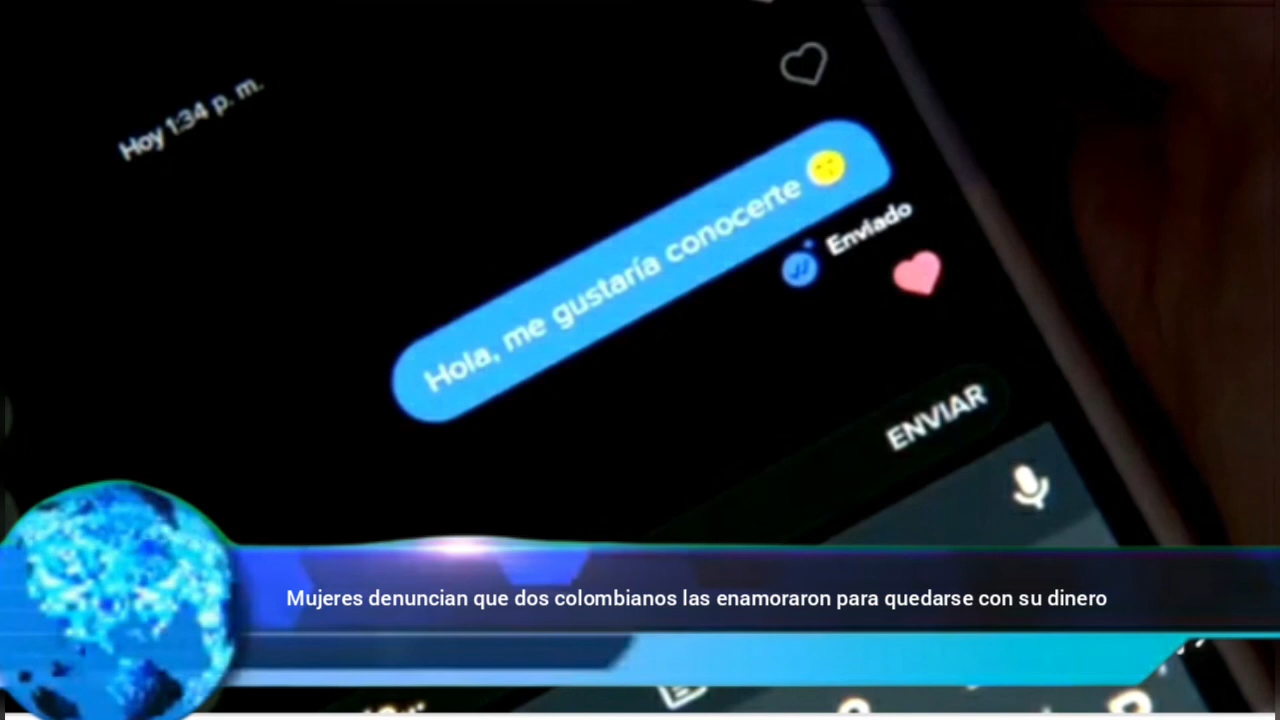 Hoy 1:34 p. m.
Hola, me gustaría conocerte
Enviado
ENVIAR
Mujeres denuncian que dos colombianos las enamoraron para quedarse con su dinero